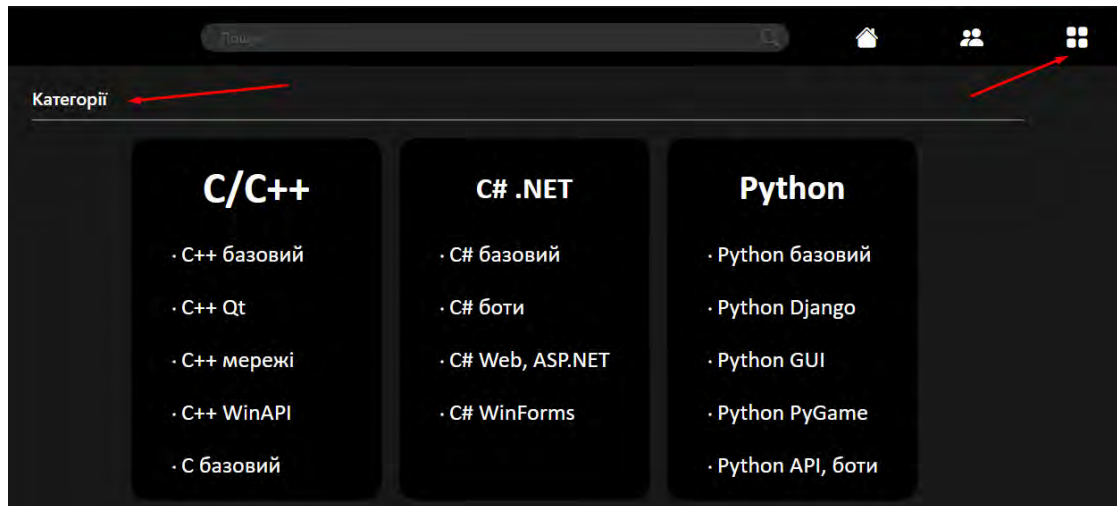 Пошук
Категорії
C/C++
· C++ базовий
· C++ Qt
· C++ мережі
· C++ WinAPI
· C базовий
C# .NET
· C# базовий
· C# боти
· C# Web, ASP.NET
· C# WinForms
Python
· Python базовий
· Python Django
· Python GUI
· Python PyGame
· Python API, боти